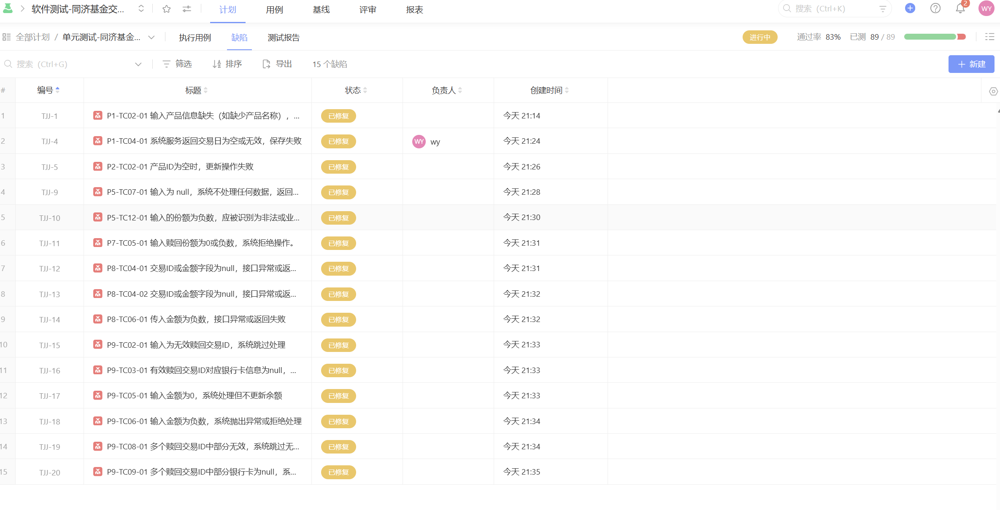 软件测试-同济基金交... 计划 用例 基线 评审 报表 搜索 (Ctrl+K) 2 WY
全部计划 / 单元测试-同济基金... 执行用例 缺陷 测试报告 进行中 通过率 83% 已测 89 / 89
搜索 (Ctrl+G) 筛选 排序 导出 15 个缺陷 新建
# 编号 标题 状态 负责人 创建时间
1 TJJ-1 P1-TC02-01 输入产品信息缺失（如缺少产品名称），... 已修复 今天 21:14
2 TJJ-4 P1-TC04-01 系统服务返回交易日为空或无效，保存失败 已修复 WY wy 今天 21:24
3 TJJ-5 P2-TC02-01 产品ID为空时，更新操作失败 已修复 今天 21:26
4 TJJ-9 P5-TC07-01 输入为 null，系统不处理任何数据，返回... 已修复 今天 21:28
5 TJJ-10 P5-TC12-01 输入的份额为负数，应被识别为非法或业... 已修复 今天 21:30
6 TJJ-11 P7-TC05-01 输入赎回份额为0或负数，系统拒绝操作。 已修复 今天 21:31
7 TJJ-12 P8-TC04-01 交易ID或金额字段为null，接口异常或返... 已修复 今天 21:31
8 TJJ-13 P8-TC04-02 交易ID或金额字段为null，接口异常或返... 已修复 今天 21:32
9 TJJ-14 P8-TC06-01 传入金额为负数，接口异常或返回失败 已修复 今天 21:32
10 TJJ-15 P9-TC02-01 输入为无效赎回交易ID，系统跳过处理 已修复 今天 21:33
11 TJJ-16 P9-TC03-01 有效赎回交易ID对应银行卡信息为null，... 已修复 今天 21:33
12 TJJ-17 P9-TC05-01 输入金额为0，系统处理但不更新余额 已修复 今天 21:33
13 TJJ-18 P9-TC06-01 输入金额为负数，系统抛出异常或拒绝处理 已修复 今天 21:34
14 TJJ-19 P9-TC08-01 多个赎回交易ID中部分无效，系统跳过无... 已修复 今天 21:34
15 TJJ-20 P9-TC09-01 多个赎回交易ID中部分银行卡为null，系... 已修复 今天 21:35